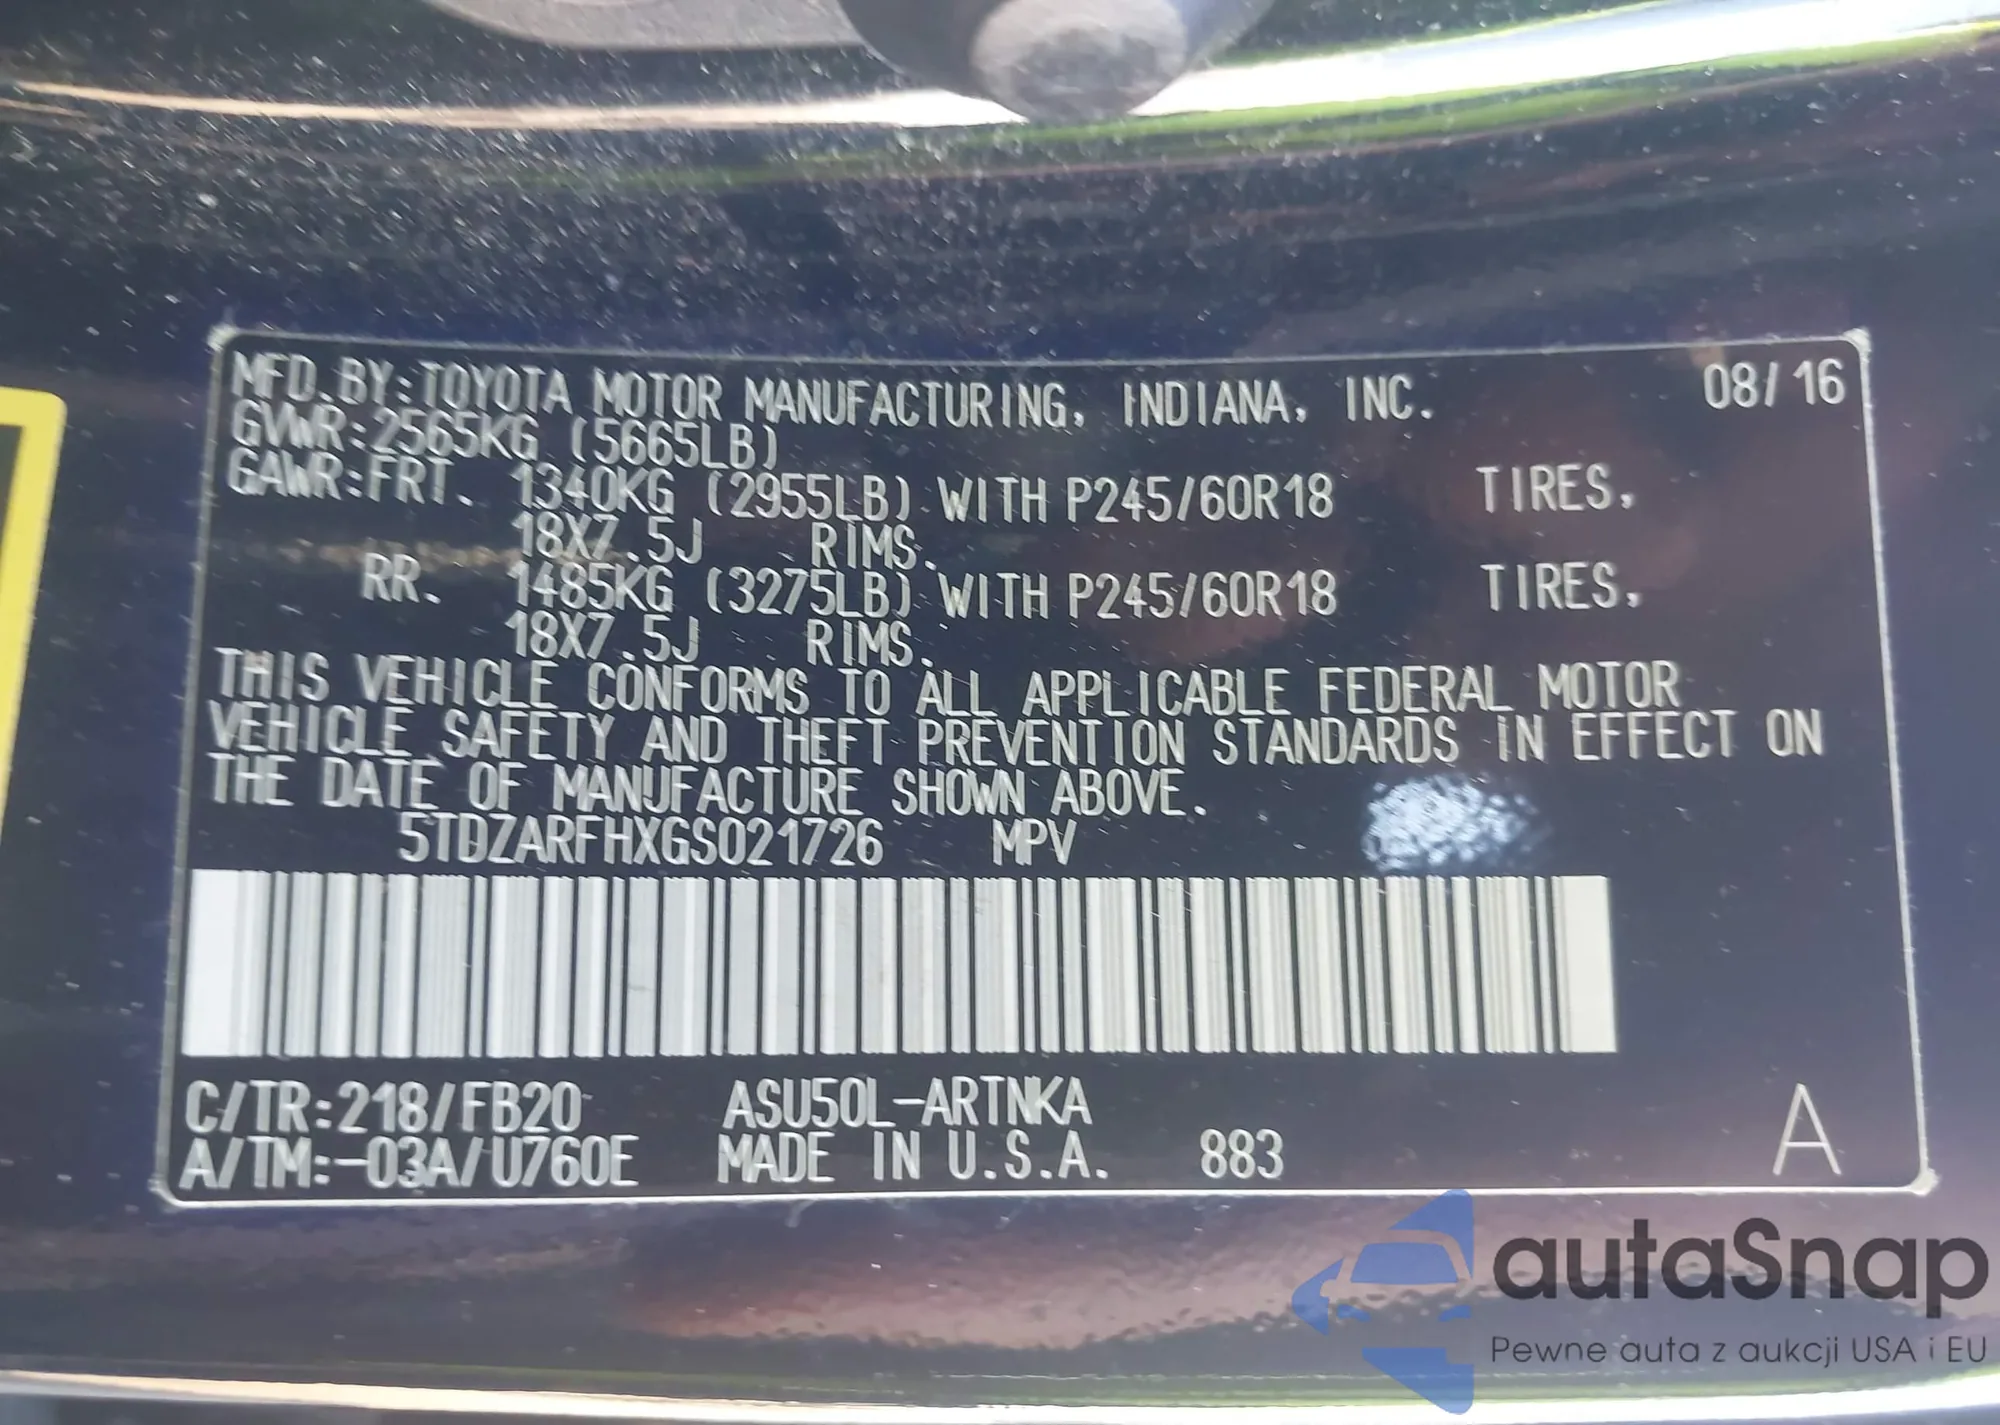 MFD.BY:TOYOTA MOTOR MANUFACTURING, INDIANA, INC. 08/16
GVWR:2565KG (5665LB)
GAWR:FRT. 1340KG (2955LB) WITH P245/60R18 TIRES,
18X7.5J RIMS.
RR. 1485KG (3275LB) WITH P245/60R18 TIRES,
18X7.5J RIMS.
THIS VEHICLE CONFORMS TO ALL APPLICABLE FEDERAL MOTOR
VEHICLE SAFETY AND THEFT PREVENTION STANDARDS IN EFFECT ON
THE DATE OF MANUFACTURE SHOWN ABOVE.
5TDZARFHXGS021726 MPV
C/TR:218/FB20 ASU50L-ARTNKA A
A/TM:-03A/U760E MADE IN U.S.A. 883
autaSnap
Pewne auta z aukcji USA i EU